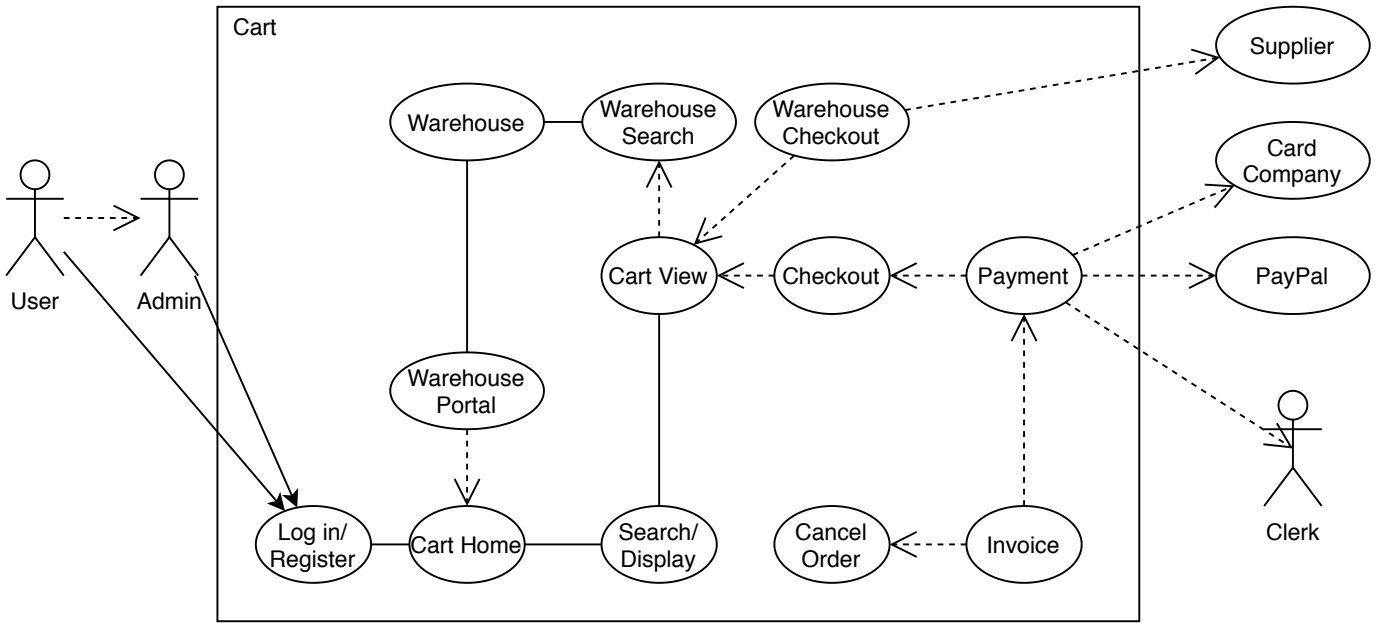 Cart
Supplier
Warehouse
Warehouse
Search
Warehouse
Checkout
Card
Company
User
Admin
Cart View
Checkout
Payment
PayPal
Warehouse
Portal
Log in/
Register
Cart Home
Search/
Display
Cancel
Order
Invoice
Clerk